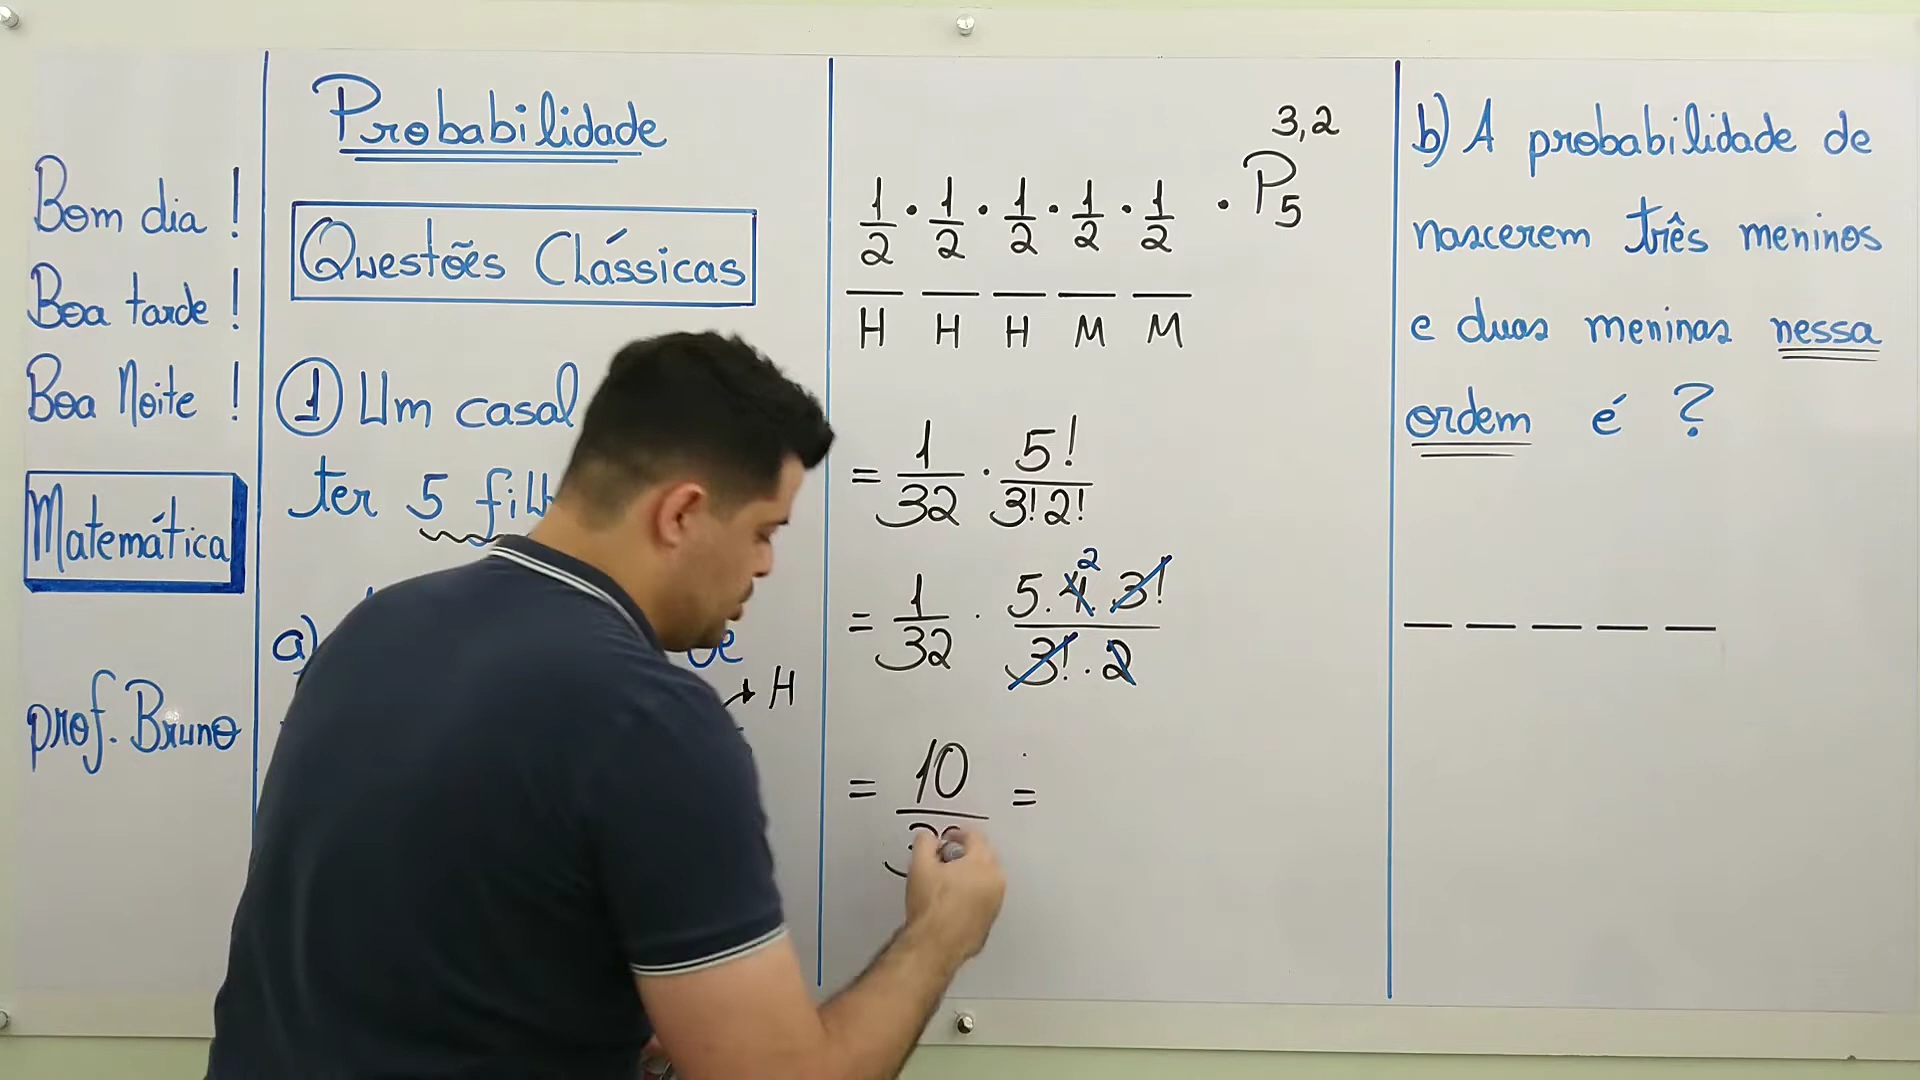 Bom dia !
Boa tarde !
Boa Noite !
Matemática
prof. Bruno
Probabilidade
Questões Clássicas
1 Um casal
ter 5
a)
→ H
3,2
1/2 · 1/2 · 1/2 · 1/2 · 1/2 · P5
H H H M M
= 1/32 · 5!/3!2!
2
= 1/32 · 5.4.3!/3!.2
= 10/32 =
b) A probabilidade de
nascerem três meninos
e duas meninas nessa
ordem é ?